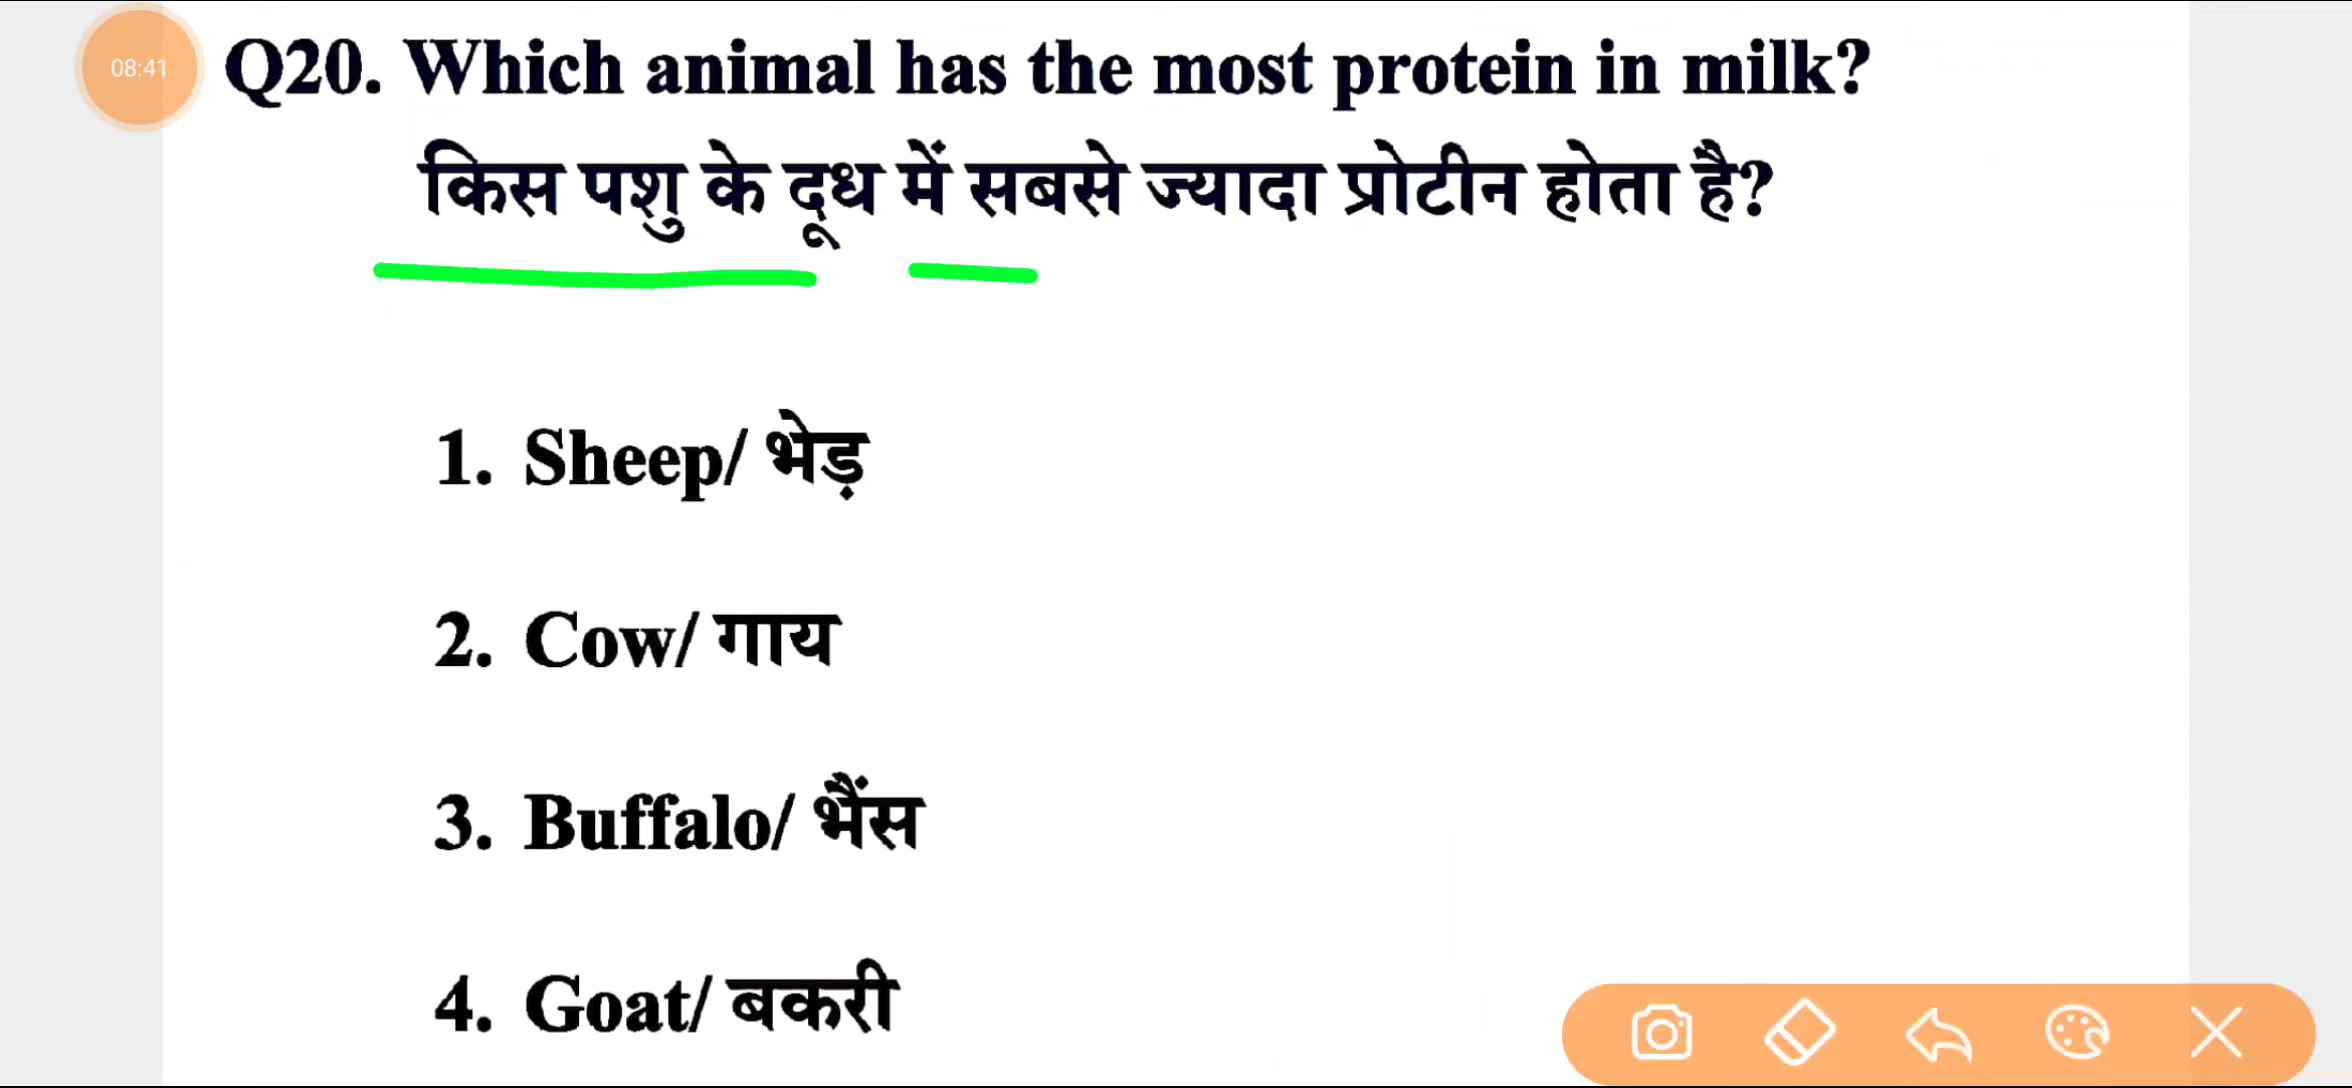 08:41
Q20. Which animal has the most protein in milk?
किस पशु के दूध में सबसे ज्यादा प्रोटीन होता है?
1. Sheep/ भेड़
2. Cow/ गाय
3. Buffalo/ भैंस
4. Goat/ बकरी